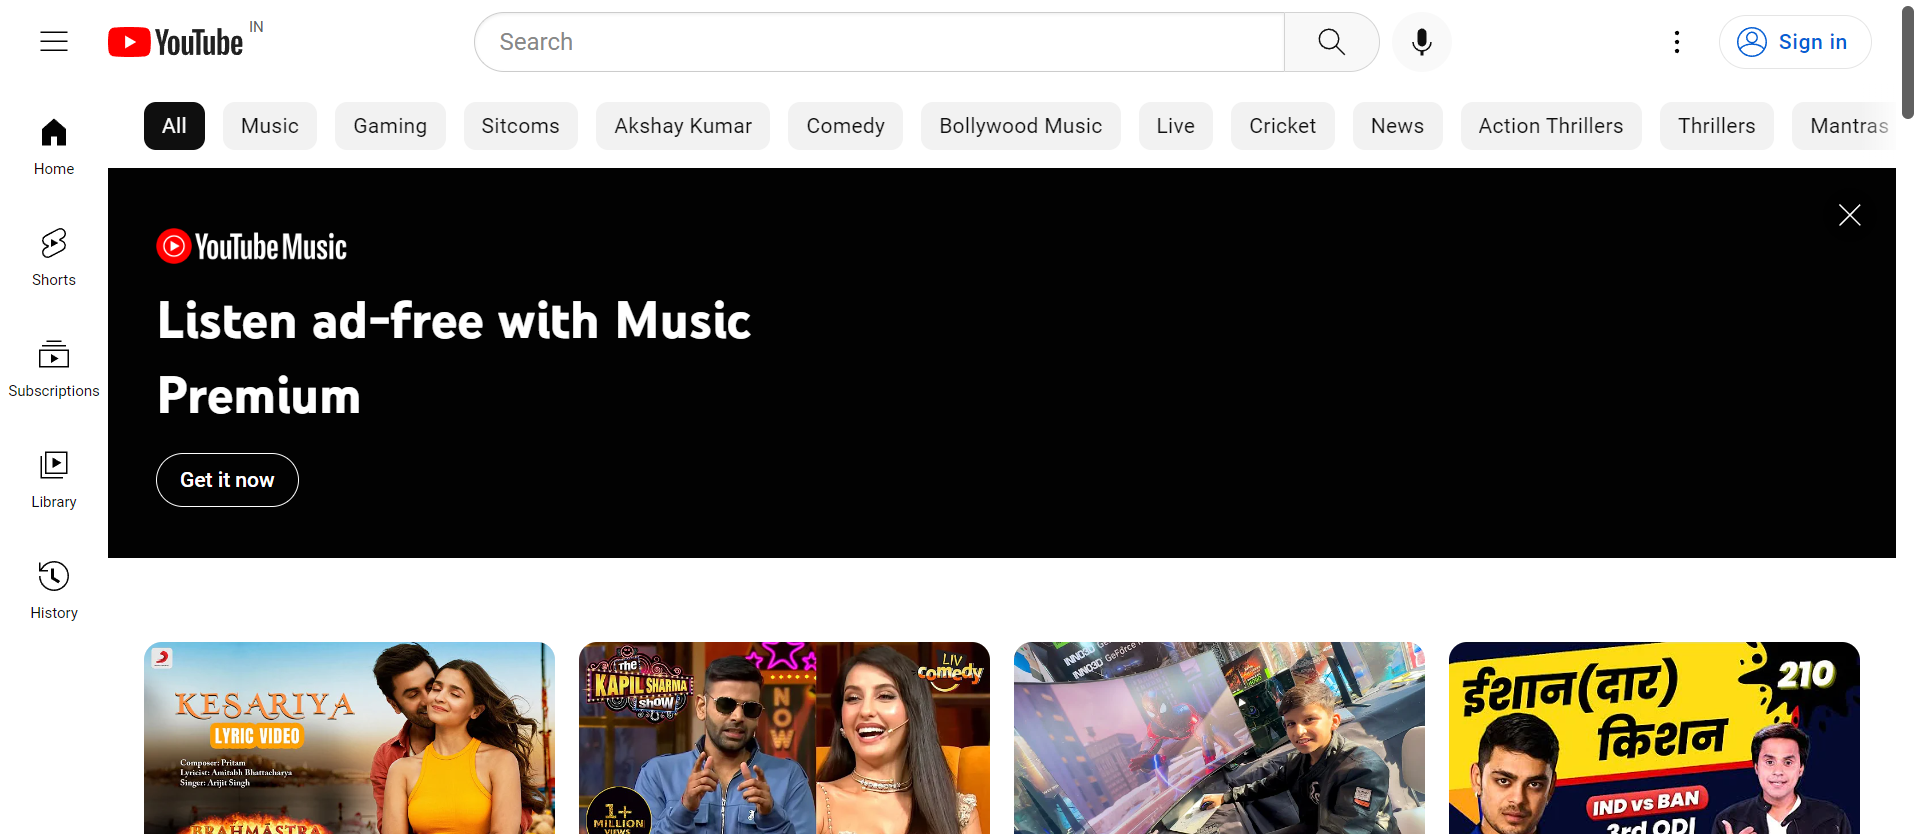 YouTube IN
Search
Sign in
All Music Gaming Sitcoms Akshay Kumar Comedy Bollywood Music Live Cricket News Action Thrillers Thrillers Mantras
Home
Shorts
Subscriptions
Library
History
YouTube Music
Listen ad-free with Music
Premium
Get it now
KESARIYA
LYRIC VIDEO
Composer: Pritam
Lyricist: Amitabh Bhattacharya
Singer: Arijit Singh
BRAHMĀSTRA
The
KAPIL SHARMA
SHOW
NOW
LIV
comedy
1+
MILLION
VIEWS
INNO3D
INNO3D GeForce
ईशान(दार)
किशन
210
IND vs BAN
3rd ODI